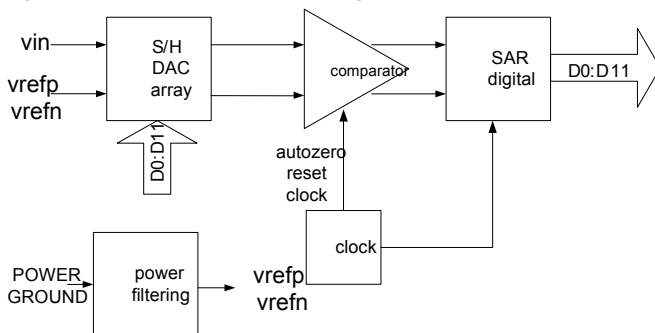 vin
vrefp
vrefn
S/H
DAC
array
D0:D11
comparator
SAR
digital
D0:D11
autozero
reset
clock
clock
POWER
GROUND
power
filtering
vrefp
vrefn